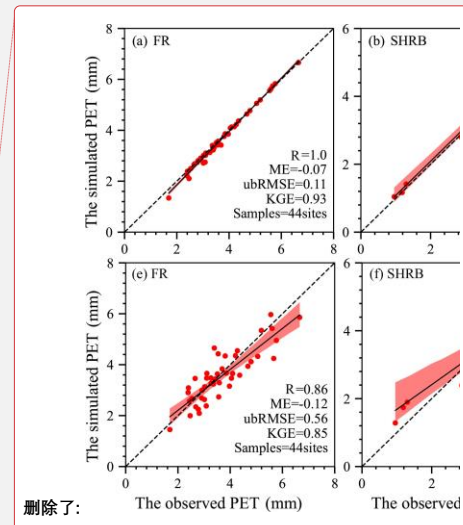 (a) FR
The simulated PET (mm)
8
6
4
2
0
R=1.0
ME=-0.07
ubRMSE=0.11
KGE=0.93
Samples=44sites
0 2 4 6 8
(b) SHRB
6
4
2
0
0
(e) FR
The simulated PET (mm)
8
6
4
2
0
R=0.86
ME=-0.12
ubRMSE=0.56
KGE=0.85
Samples=44sites
0 2 4 6 8
The observed PET (mm)
(f) SHRB
6
4
2
0
0
The observed
删除了: